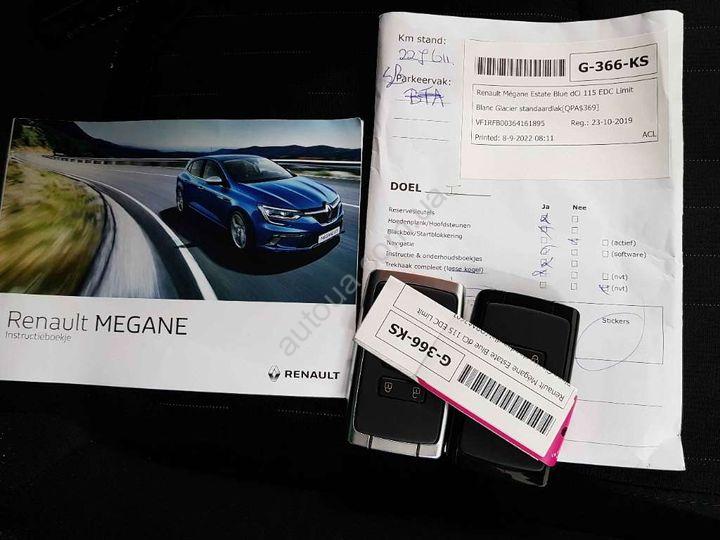 Renault MEGANE
Instructieboekje
RENAULT
MEGANE
Km stand:
Parkeervak:
BTA
G-366-KS
Renault Mégane Estate Blue dCi 115 EDC Limit
Blanc Glacier standaardlak[QPA$369]
VF1RFB00364161895 Reg.: 23-10-2019
Printed: 8-9-2022 08:11 ACL
DOEL
Ja Nee
Reservesleutels
Hoedenplank/Hoofdsteunen
Blackbox/Startblokkering (actief)
Navigatie (software)
Instructie & onderhoudsboekjes
Trekhaak compleet (losse kogel) (nvt)
(nvt)
Stickers
G-366-KS
Renault Mégane Estate Blue dCi 115 EDC Limit
autoua